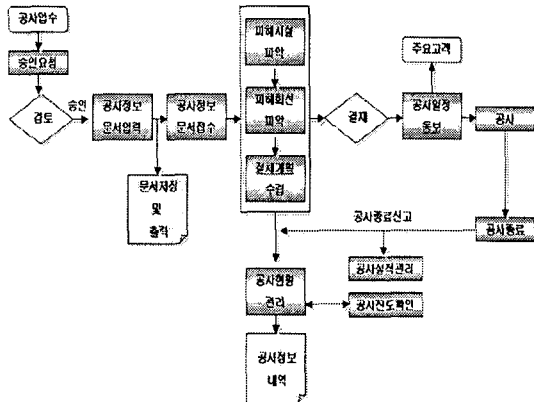 공사접수
승인요청
검토
승인
공사정보
문서입력
공사정보
문서접수
문서저장
및
출력
피해시설
파악
피해회선
파악
절체계획
수립
결재
주요고객
공사일정
통보
공사
공사종료
공사종료신고
공사실적관리
공사현황
관리
공사진도확인
공사정보
내역